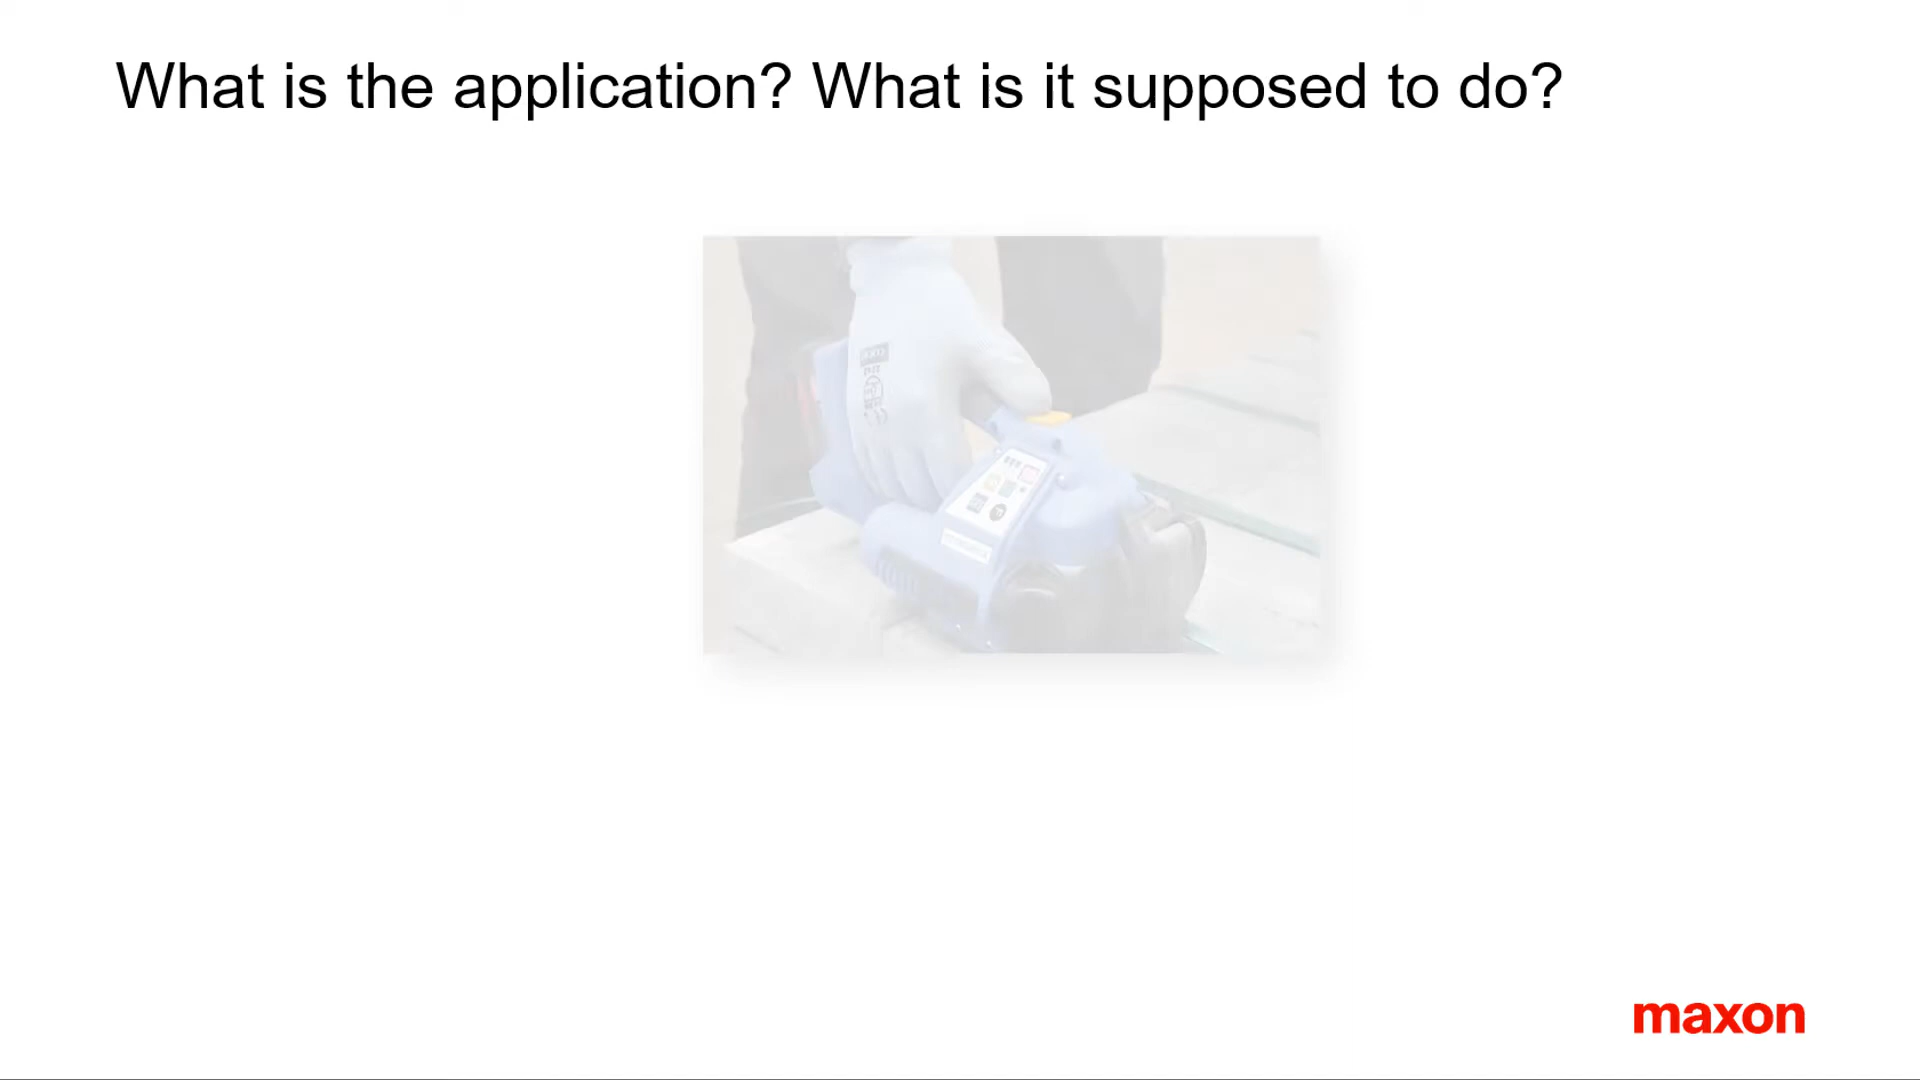 What is the application? What is it supposed to do?
maxon